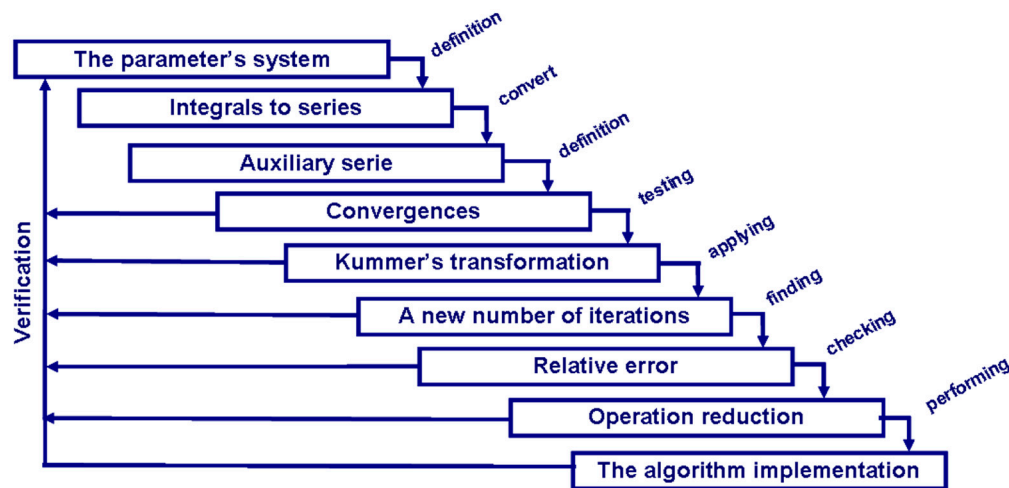 The parameter's system
definition
Integrals to series
convert
Auxiliary serie
definition
Convergences
testing
Kummer's transformation
applying
A new number of iterations
finding
Relative error
checking
Operation reduction
performing
The algorithm implementation
Verification